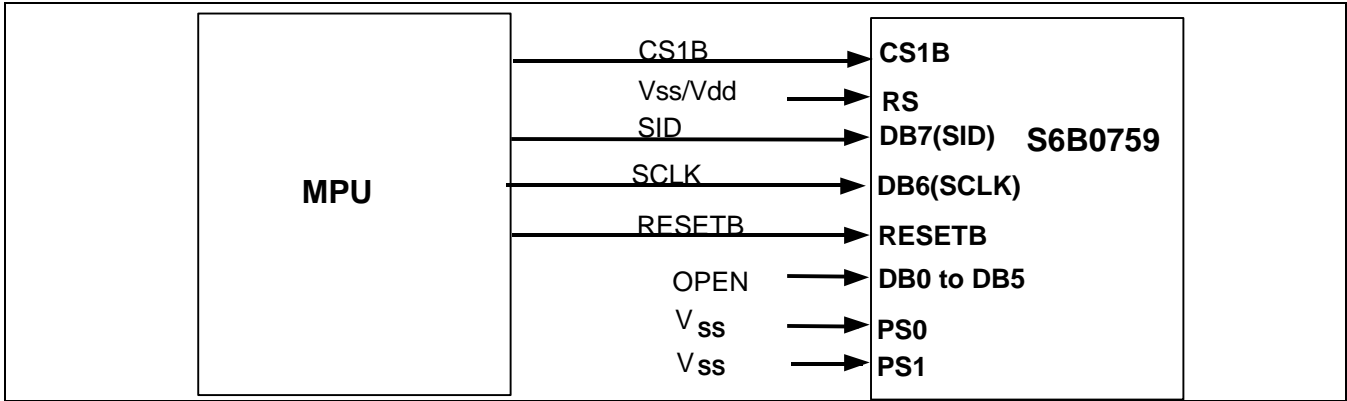 CS1B CS1B
Vss/Vdd RS
SID DB7(SID) S6B0759
MPU SCLK DB6(SCLK)
RESETB RESETB
OPEN DB0 to DB5
VSS PS0
VSS PS1